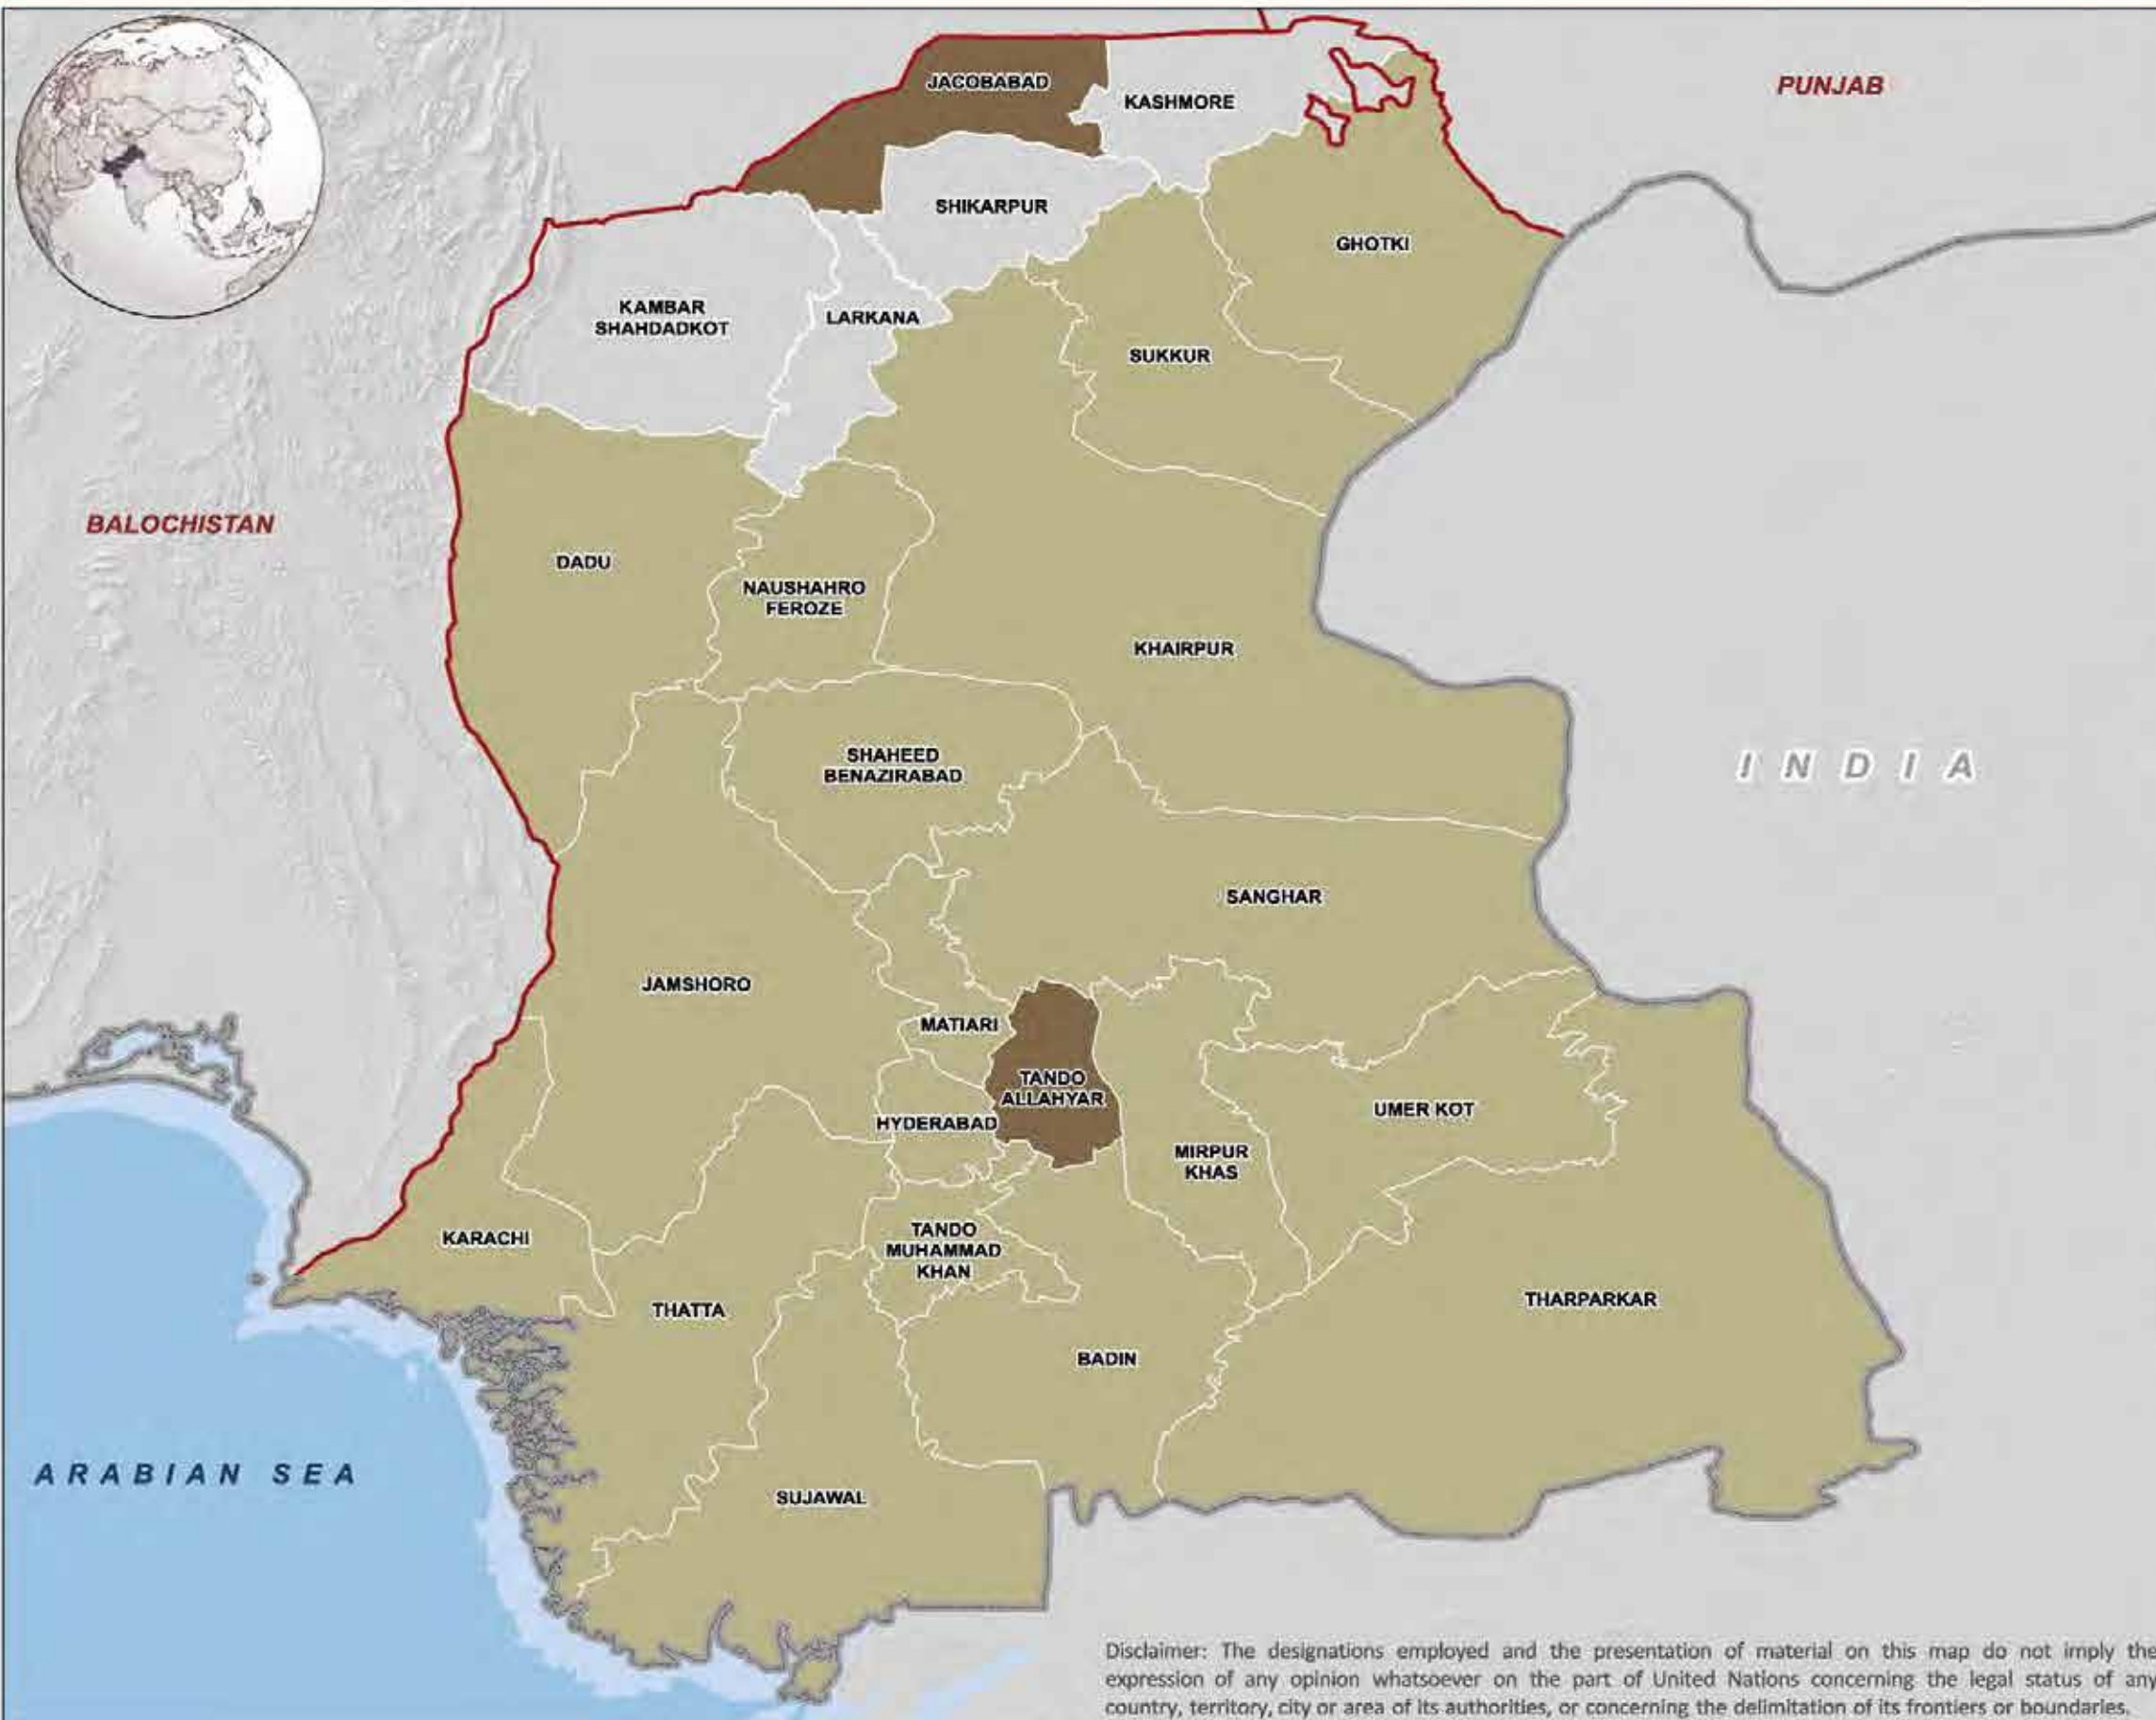 JACOBABAD
PUNJAB
KASHMORE
SHIKARPUR
GHOTKI
KAMBAR
SHAHDADKOT
LARKANA
SUKKUR
BALOCHISTAN
DADU
NAUSHAHRO
FEROZE
KHAIRPUR
SHAHEED
BENAZIRABAD
INDIA
SANGHAR
JAMSHORO
MATIARI
TANDO
ALLAHYAR
HYDERABAD
UMER KOT
MIRPUR
KHAS
KARACHI
TANDO
MUHAMMAD
KHAN
THATTA
THARPARKAR
BADIN
ARABIAN SEA
SUJAWAL
Disclaimer: The designations employed and the presentation of material on this map do not imply the
expression of any opinion whatsoever on the part of United Nations concerning the legal status of any
country, territory, city or area of its authorities, or concerning the delimitation of its frontiers or boundaries.